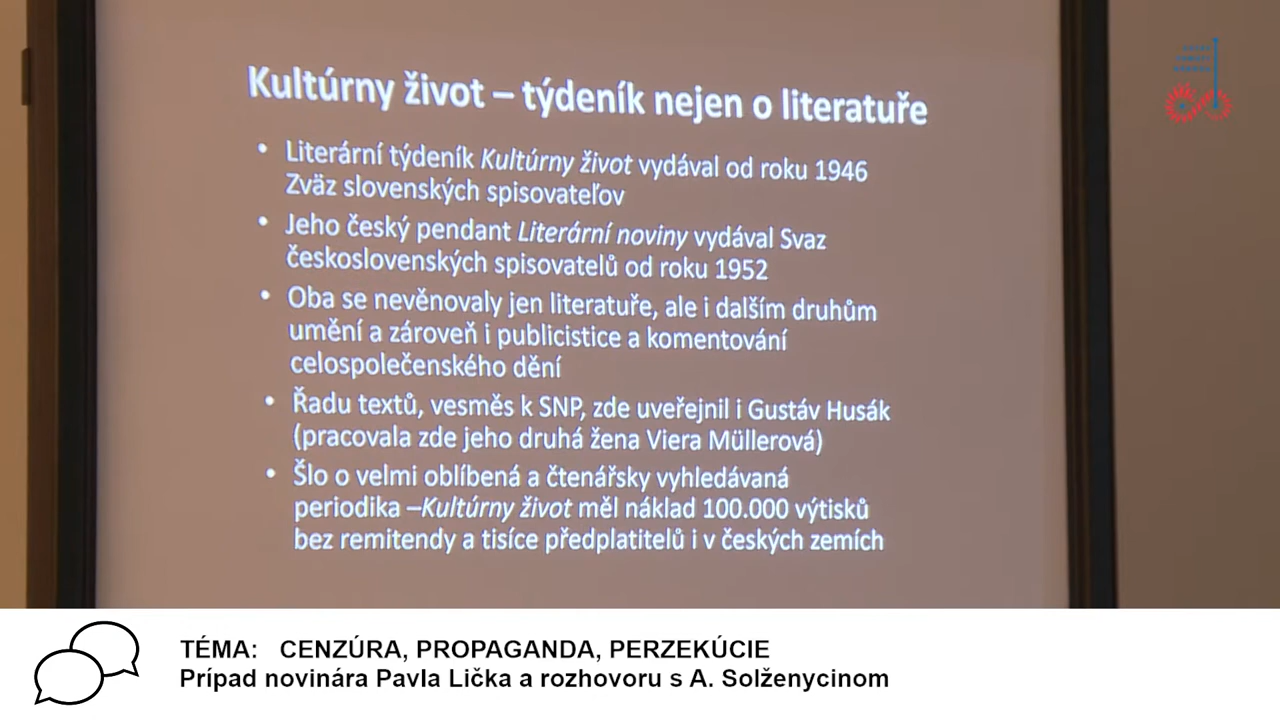 Kultúrny život – týdeník nejen o literatuře
• Literární týdeník Kultúrny život vydával od roku 1946
Zväz slovenských spisovateľov
• Jeho český pendant Literární noviny vydával Svaz
československých spisovatelů od roku 1952
• Oba se nevěnovaly jen literatuře, ale i dalším druhům
umění a zároveň i publicistice a komentování
celospolečenského dění
• Řadu textů, vesměs k SNP, zde uveřejnil i Gustáv Husák
(pracovala zde jeho druhá žena Viera Müllerová)
• Šlo o velmi oblíbená a čtenářsky vyhledávaná
periodika –Kultúrny život měl náklad 100.000 výtisků
bez remitendy a tisíce předplatitelů i v českých zemích
TÉMA: CENZÚRA, PROPAGANDA, PERZEKÚCIE
Prípad novinára Pavla Lička a rozhovoru s A. Solženycinom